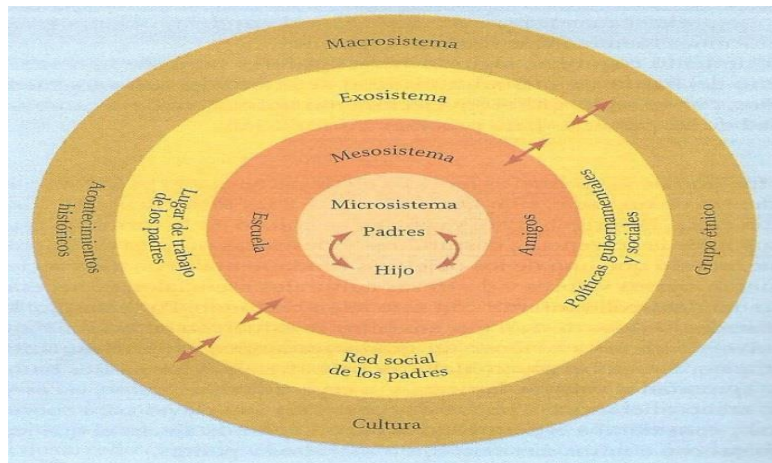 Macrosistema
Exosistema
Mesosistema
Microsistema
Padres
Hijo
Escuela
Amigos
Lugar de trabajo
de los padres
Políticas gubernamentales
y sociales
Acontecimientos
históricos
Grupo étnico
Red social
de los padres
Cultura